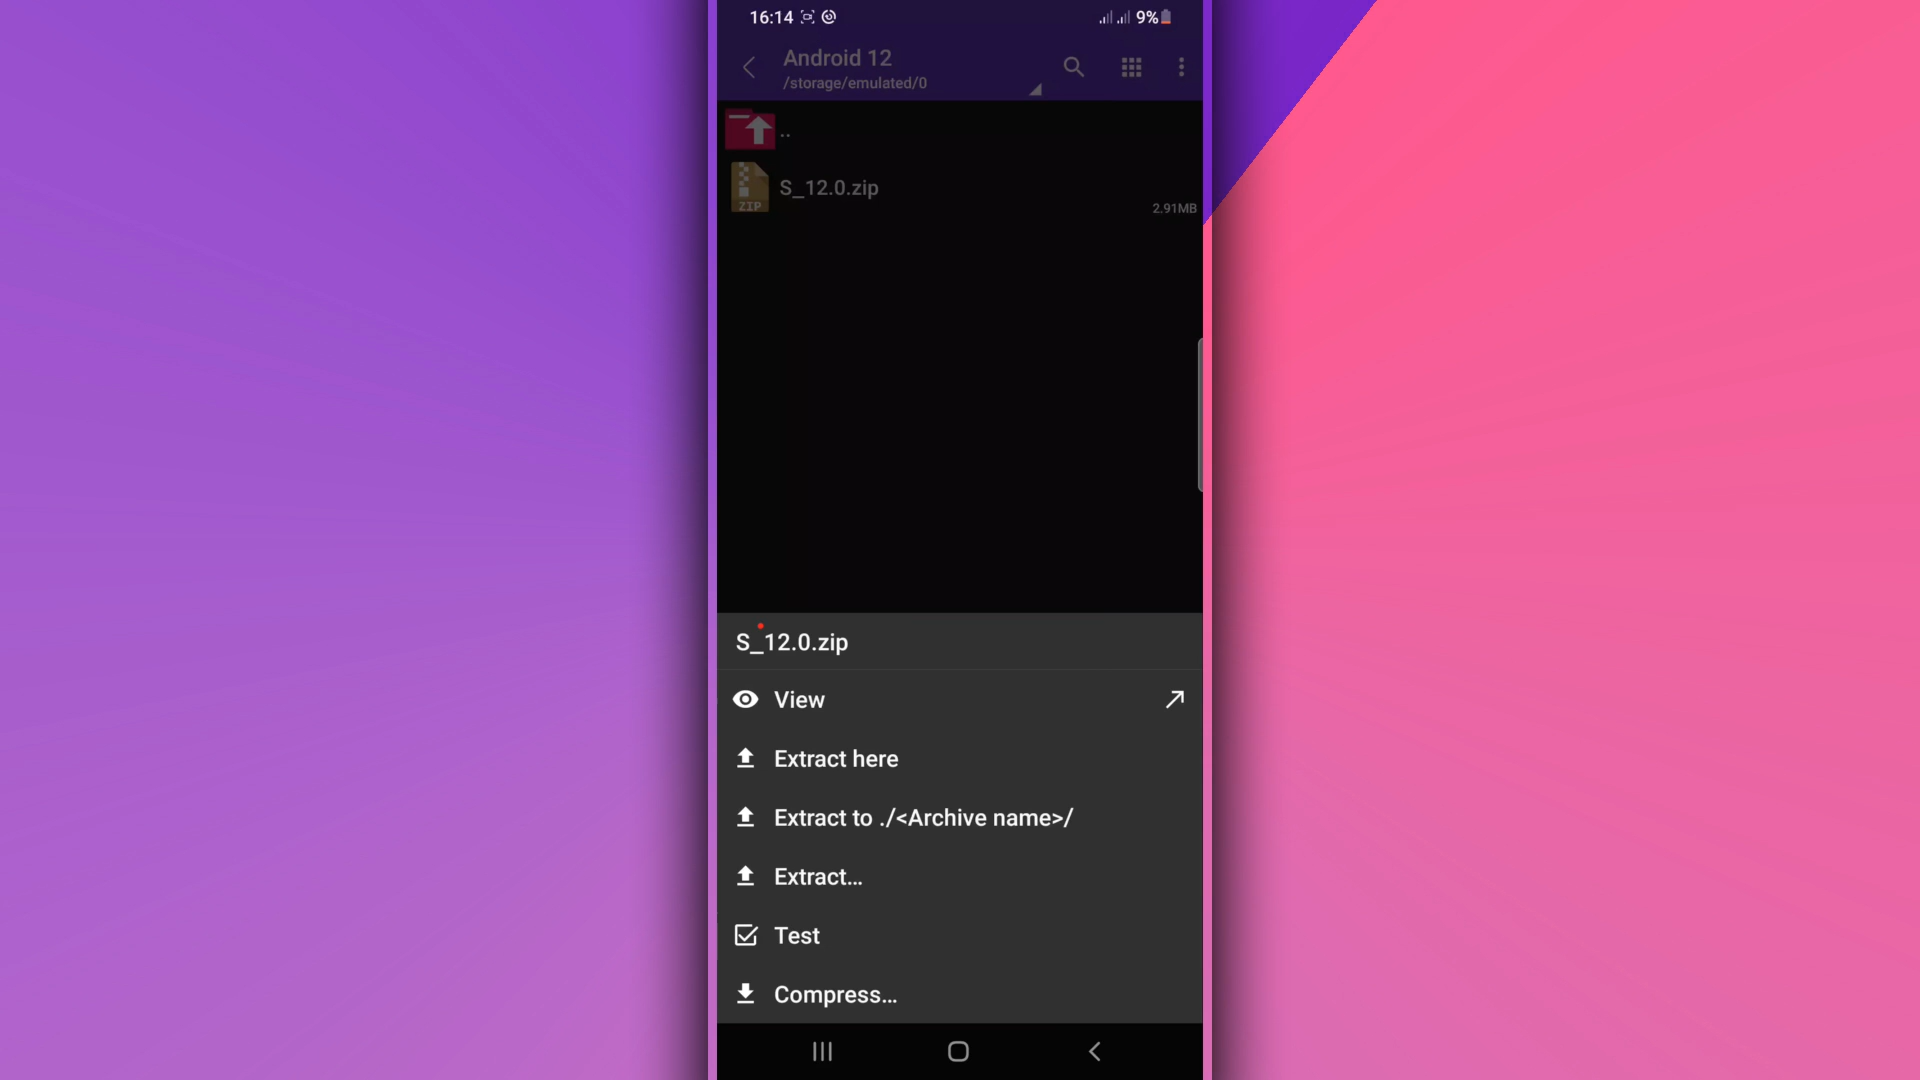 16:14
9%
Android 12
/storage/emulated/0
..
S_12.0.zip
ZIP
2.91MB
S_12.0.zip
View
Extract here
Extract to ./<Archive name>/
Extract...
Test
Compress...